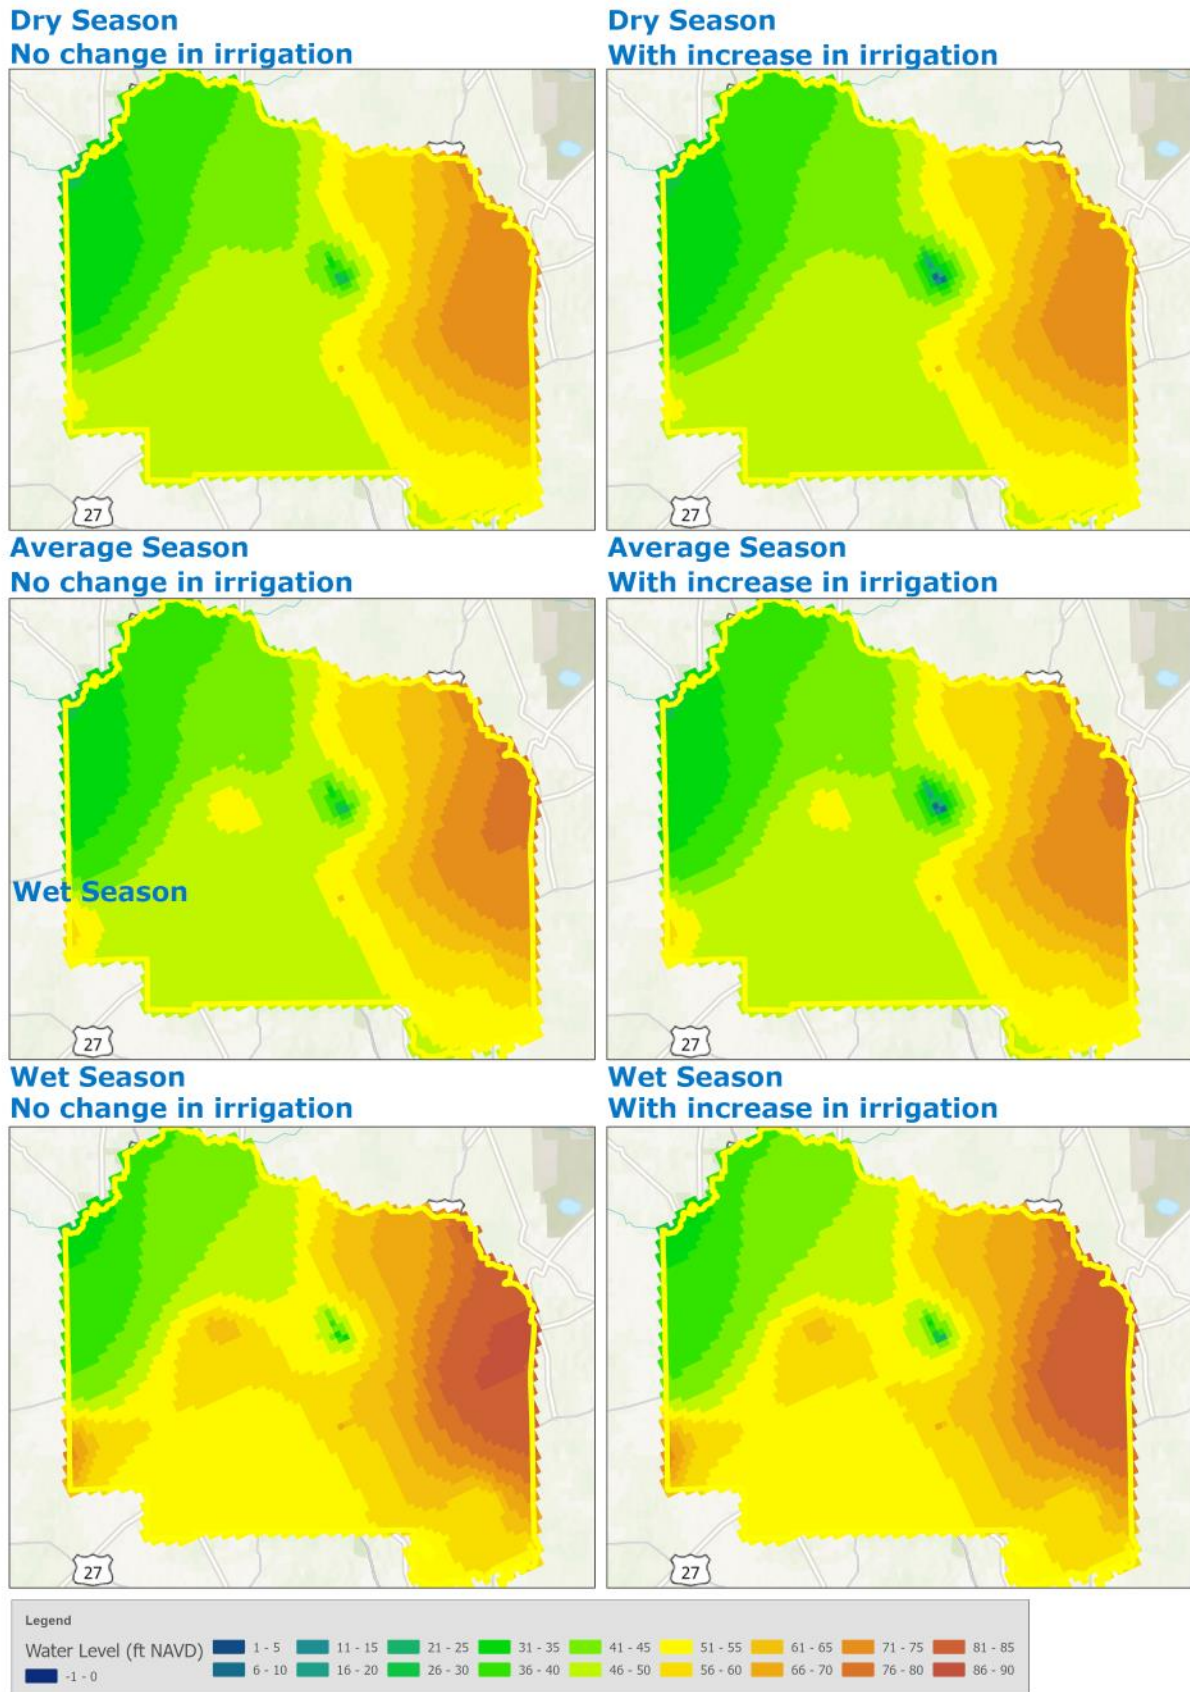 Dry Season
No change in irrigation
Dry Season
With increase in irrigation
27
27
Average Season
No change in irrigation
Average Season
With increase in irrigation
Wet Season
27
27
Wet Season
No change in irrigation
Wet Season
With increase in irrigation
27
27
Legend
Water Level (ft NAVD)
-1 - 0
1 - 5
6 - 10
11 - 15
16 - 20
21 - 25
26 - 30
31 - 35
36 - 40
41 - 45
46 - 50
51 - 55
56 - 60
61 - 65
66 - 70
71 - 75
76 - 80
81 - 85
86 - 90